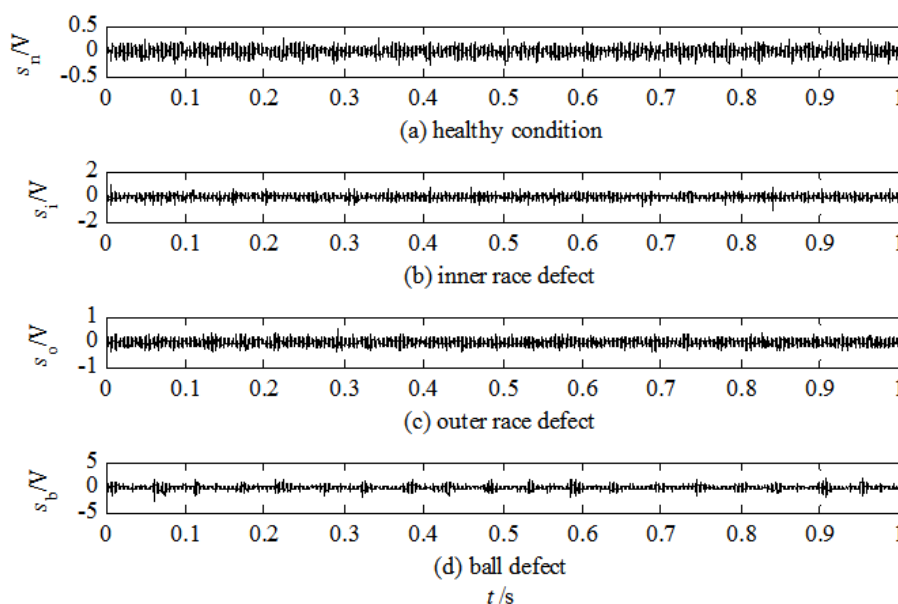 0.5
0
-0.5
s n /V
0 0.1 0.2 0.3 0.4 0.5 0.6 0.7 0.8 0.9 1
(a) healthy condition
2
0
-2
s i /V
0 0.1 0.2 0.3 0.4 0.5 0.6 0.7 0.8 0.9 1
(b) inner race defect
1
0
-1
s o /V
0 0.1 0.2 0.3 0.4 0.5 0.6 0.7 0.8 0.9 1
(c) outer race defect
5
0
-5
s b /V
0 0.1 0.2 0.3 0.4 0.5 0.6 0.7 0.8 0.9 1
(d) ball defect
t /s